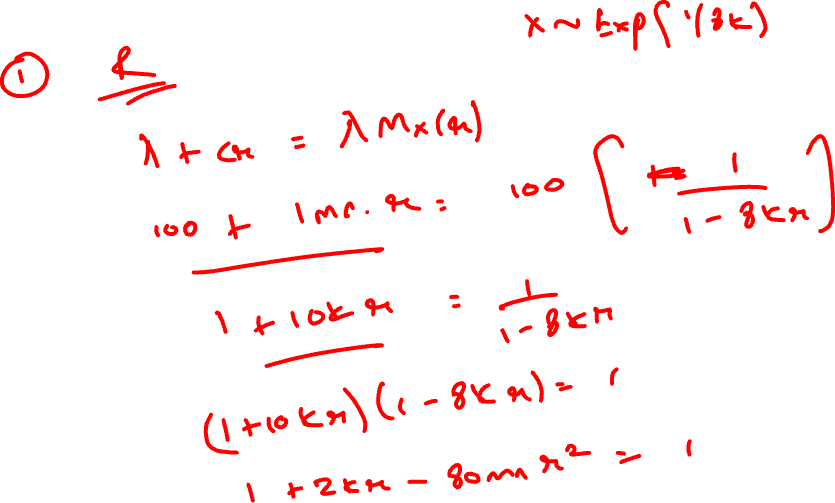 X ~ Exp(1/8k)
① R
λ + cr = λ Mx(r)
100 + 1mn. r = 100 [ 1/(1 - 8kr) ]
1 + 10kr = 1/(1 - 8kr)
(1+10kr)(1 - 8kr) = 1
1 + 2kr - 80mn r² = 1